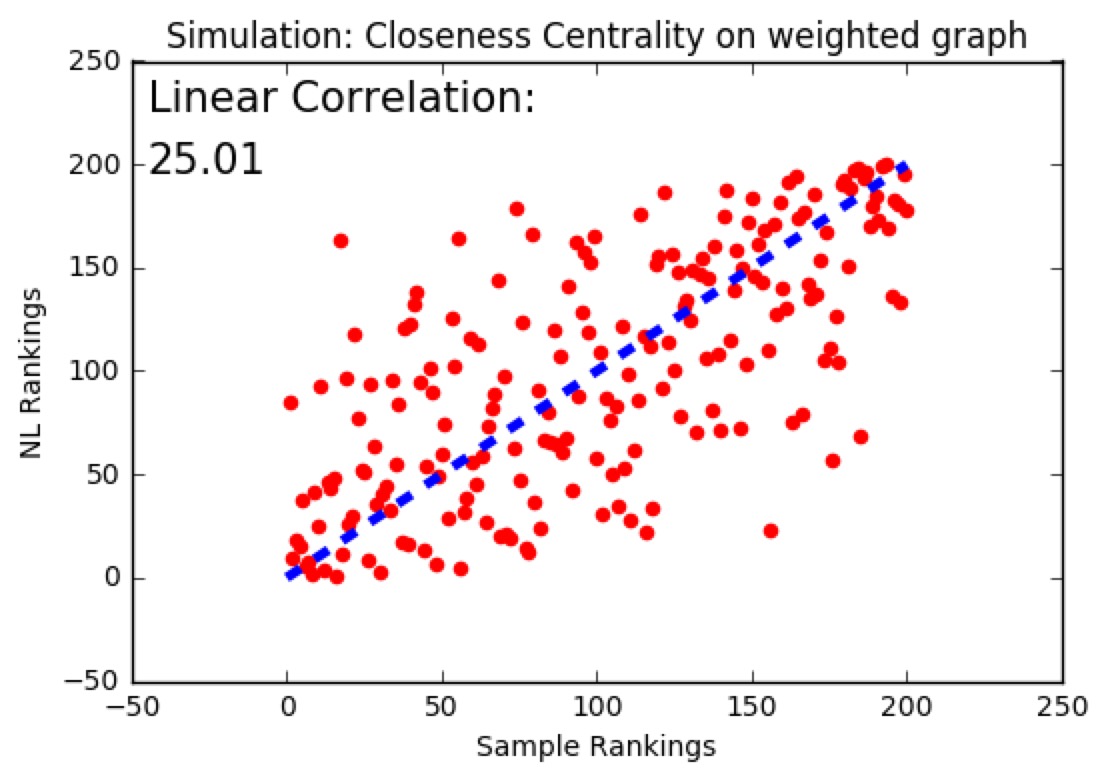 Simulation: Closeness Centrality on weighted graph
Linear Correlation:
25.01
NL Rankings
250
200
150
100
50
0
−50
−50 0 50 100 150 200 250
Sample Rankings